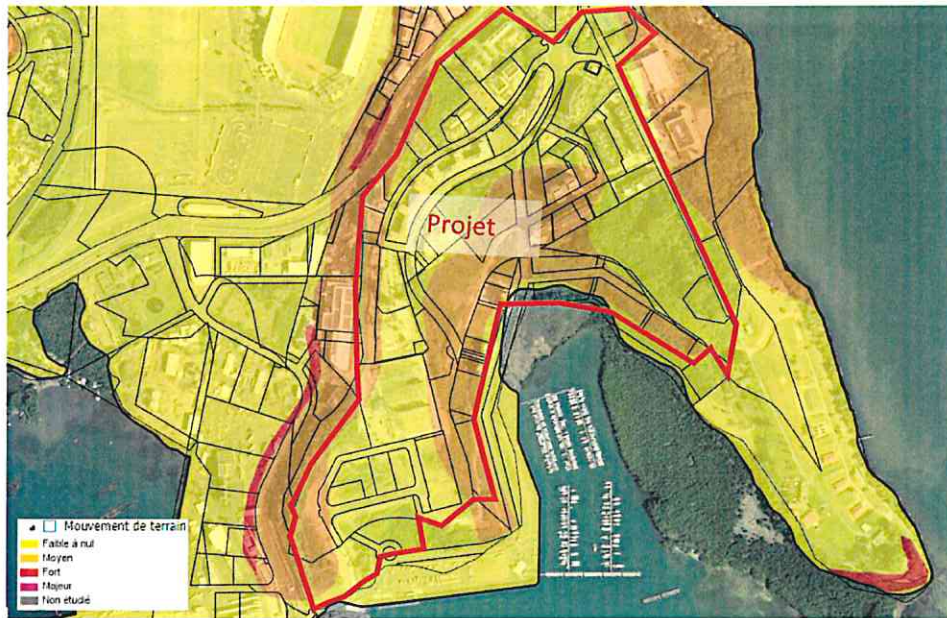 Projet
Mouvement de terrain
Faible à nul
Moyen
Fort
Majeur
Non étudié